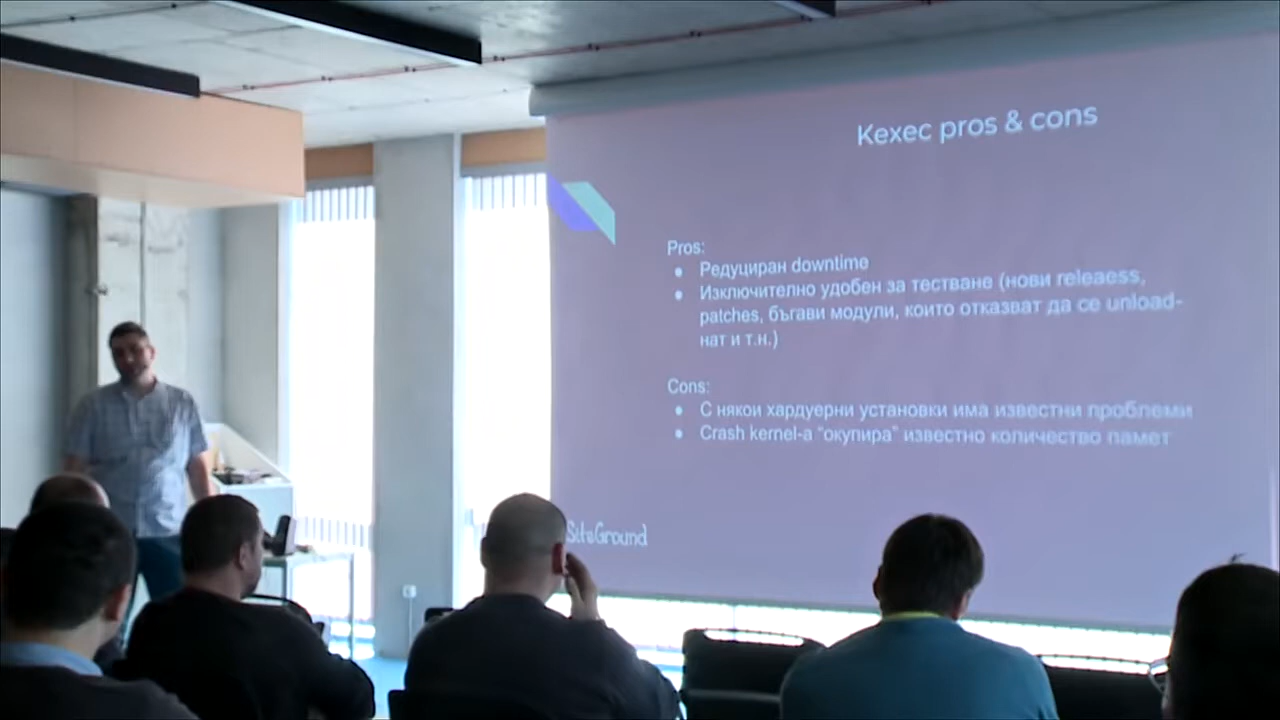 Kexec pros & cons
Pros:
● Редуциран downtime
● Изключително удобен за тестване (нови releaess,
patches, бъгави модули, които отказват да се unload-
нат и т.н.)
Cons:
● С някои хардуерни установки има известни проблеми
● Crash kernel-а “окупира” известно количество памет
SiteGround